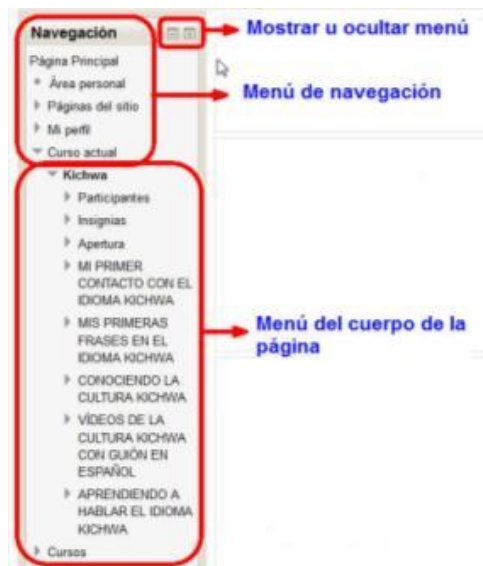 Navegación
Mostrar u ocultar menú
Página Principal
Área personal
Menú de navegación
Páginas del sitio
Mi perfil
Curso actual
Kichwa
Participantes
Insignias
Apertura
MI PRIMER
CONTACTO CON EL
IDIOMA KICHWA
MIS PRIMERAS
FRASES EN EL
IDIOMA KICHWA
Menú del cuerpo de la
página
CONOCIENDO LA
CULTURA KICHWA
VÍDEOS DE LA
CULTURA KICHWA
CON GUIÓN EN
ESPAÑOL
APRENDIENDO A
HABLAR EL IDIOMA
KICHWA
Cursos